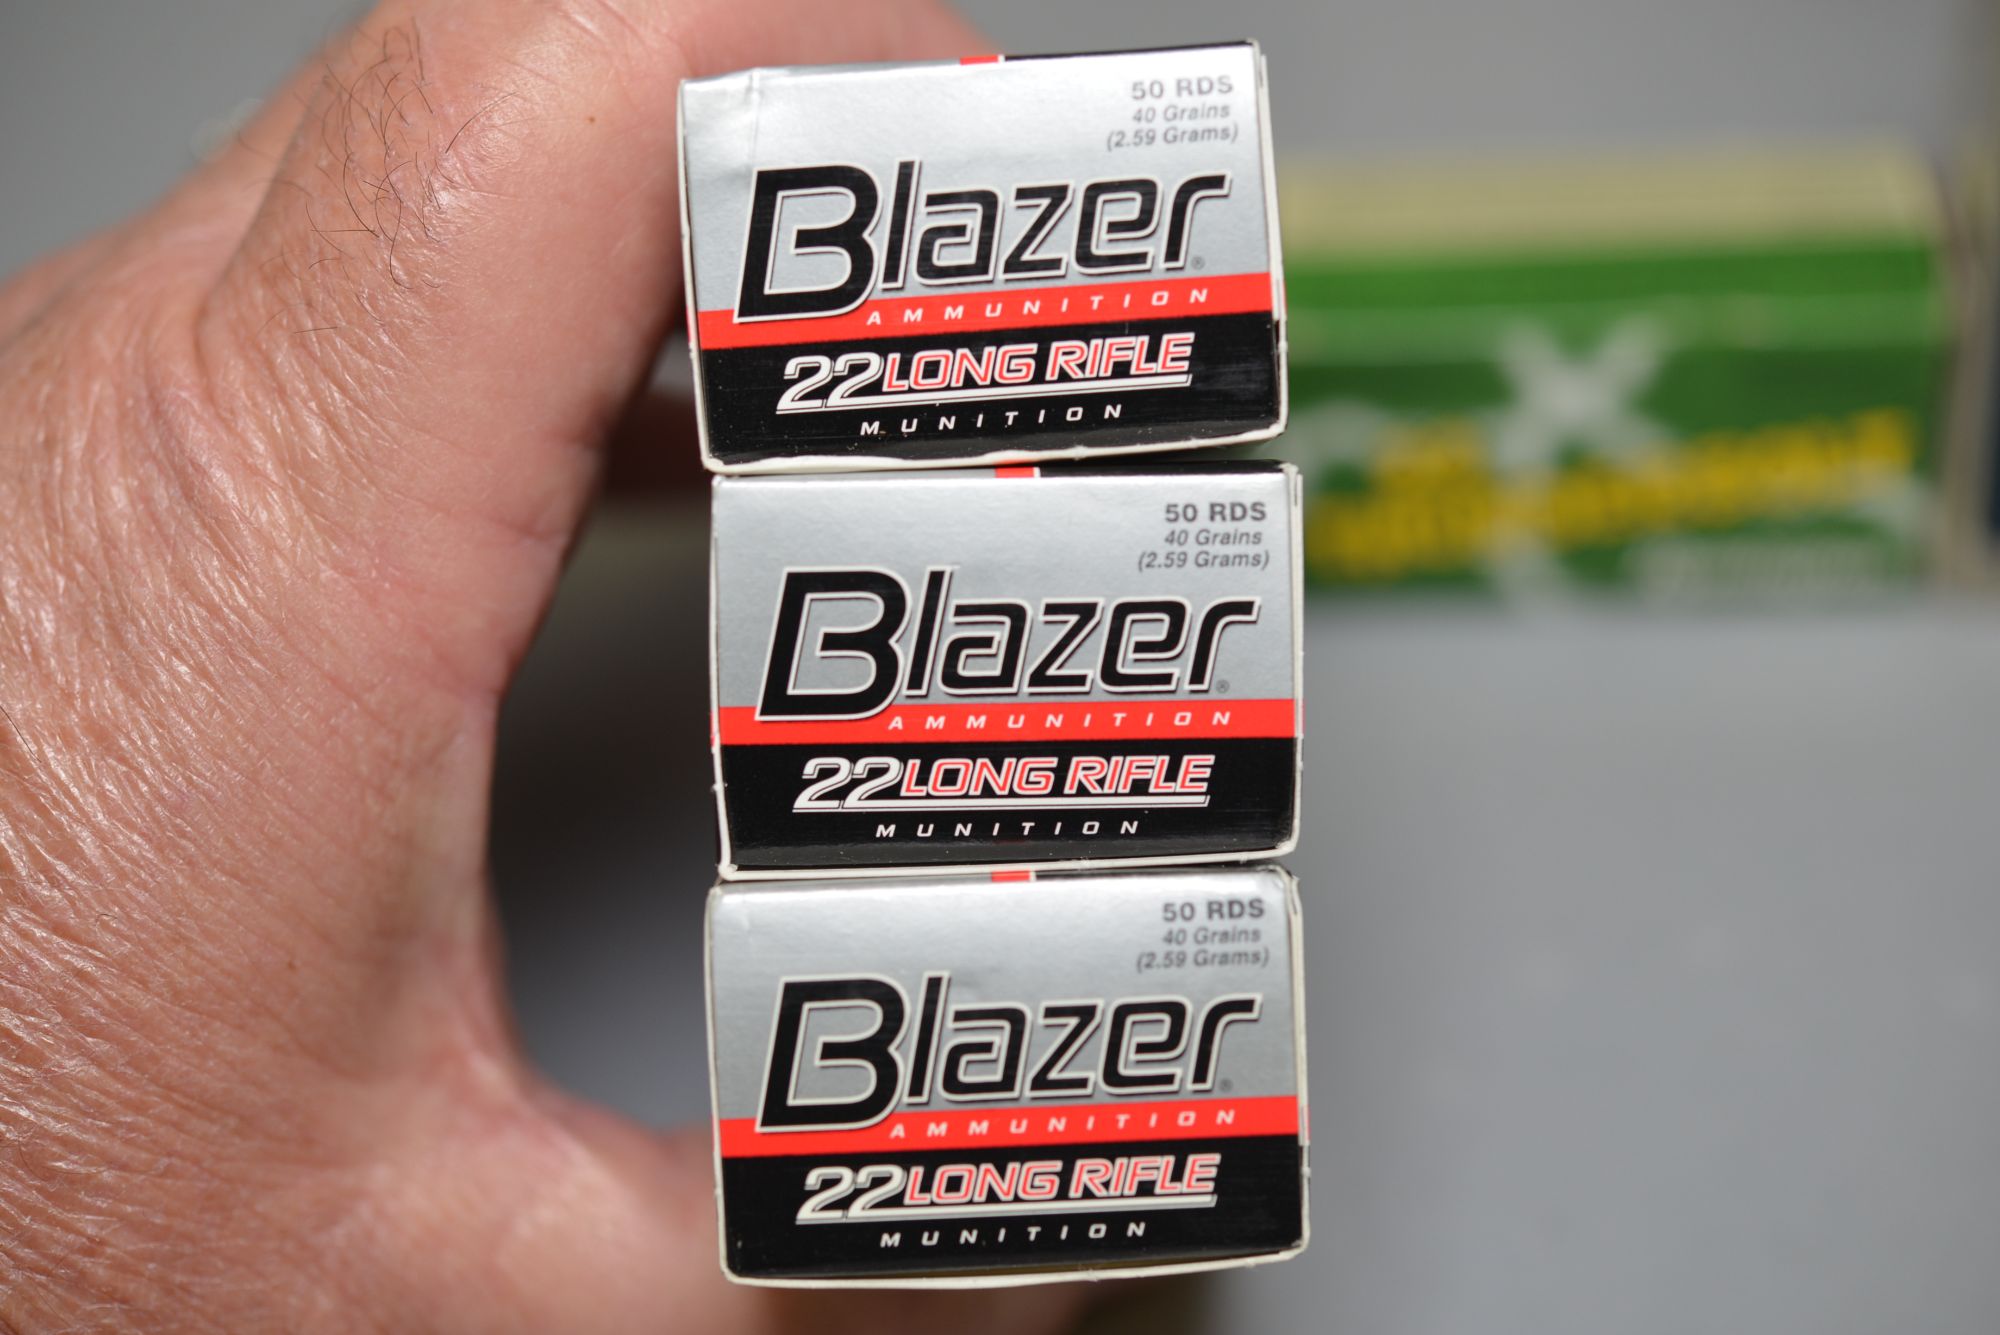 50 RDS
40 Grains
(2.59 Grams)
Blazer®
AMMUNITION
22 LONG RIFLE
MUNITION
50 RDS
40 Grains
(2.59 Grams)
Blazer®
AMMUNITION
22 LONG RIFLE
MUNITION
50 RDS
40 Grains
(2.59 Grams)
Blazer®
AMMUNITION
22 LONG RIFLE
MUNITION